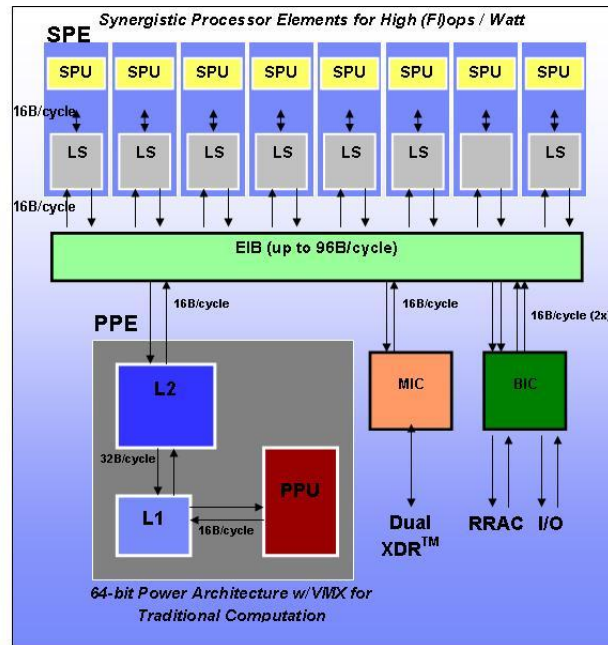 Synergistic Processor Elements for High (Fl)ops / Watt
SPE
SPU SPU SPU SPU SPU SPU SPU SPU
16B/cycle
LS LS LS LS LS LS LS
16B/cycle
EIB (up to 96B/cycle)
16B/cycle 16B/cycle 16B/cycle (2x)
PPE
L2 MIC BIC
32B/cycle
PPU
L1
16B/cycle
Dual RRAC I/O
XDR™
64-bit Power Architecture w/VMX for
Traditional Computation